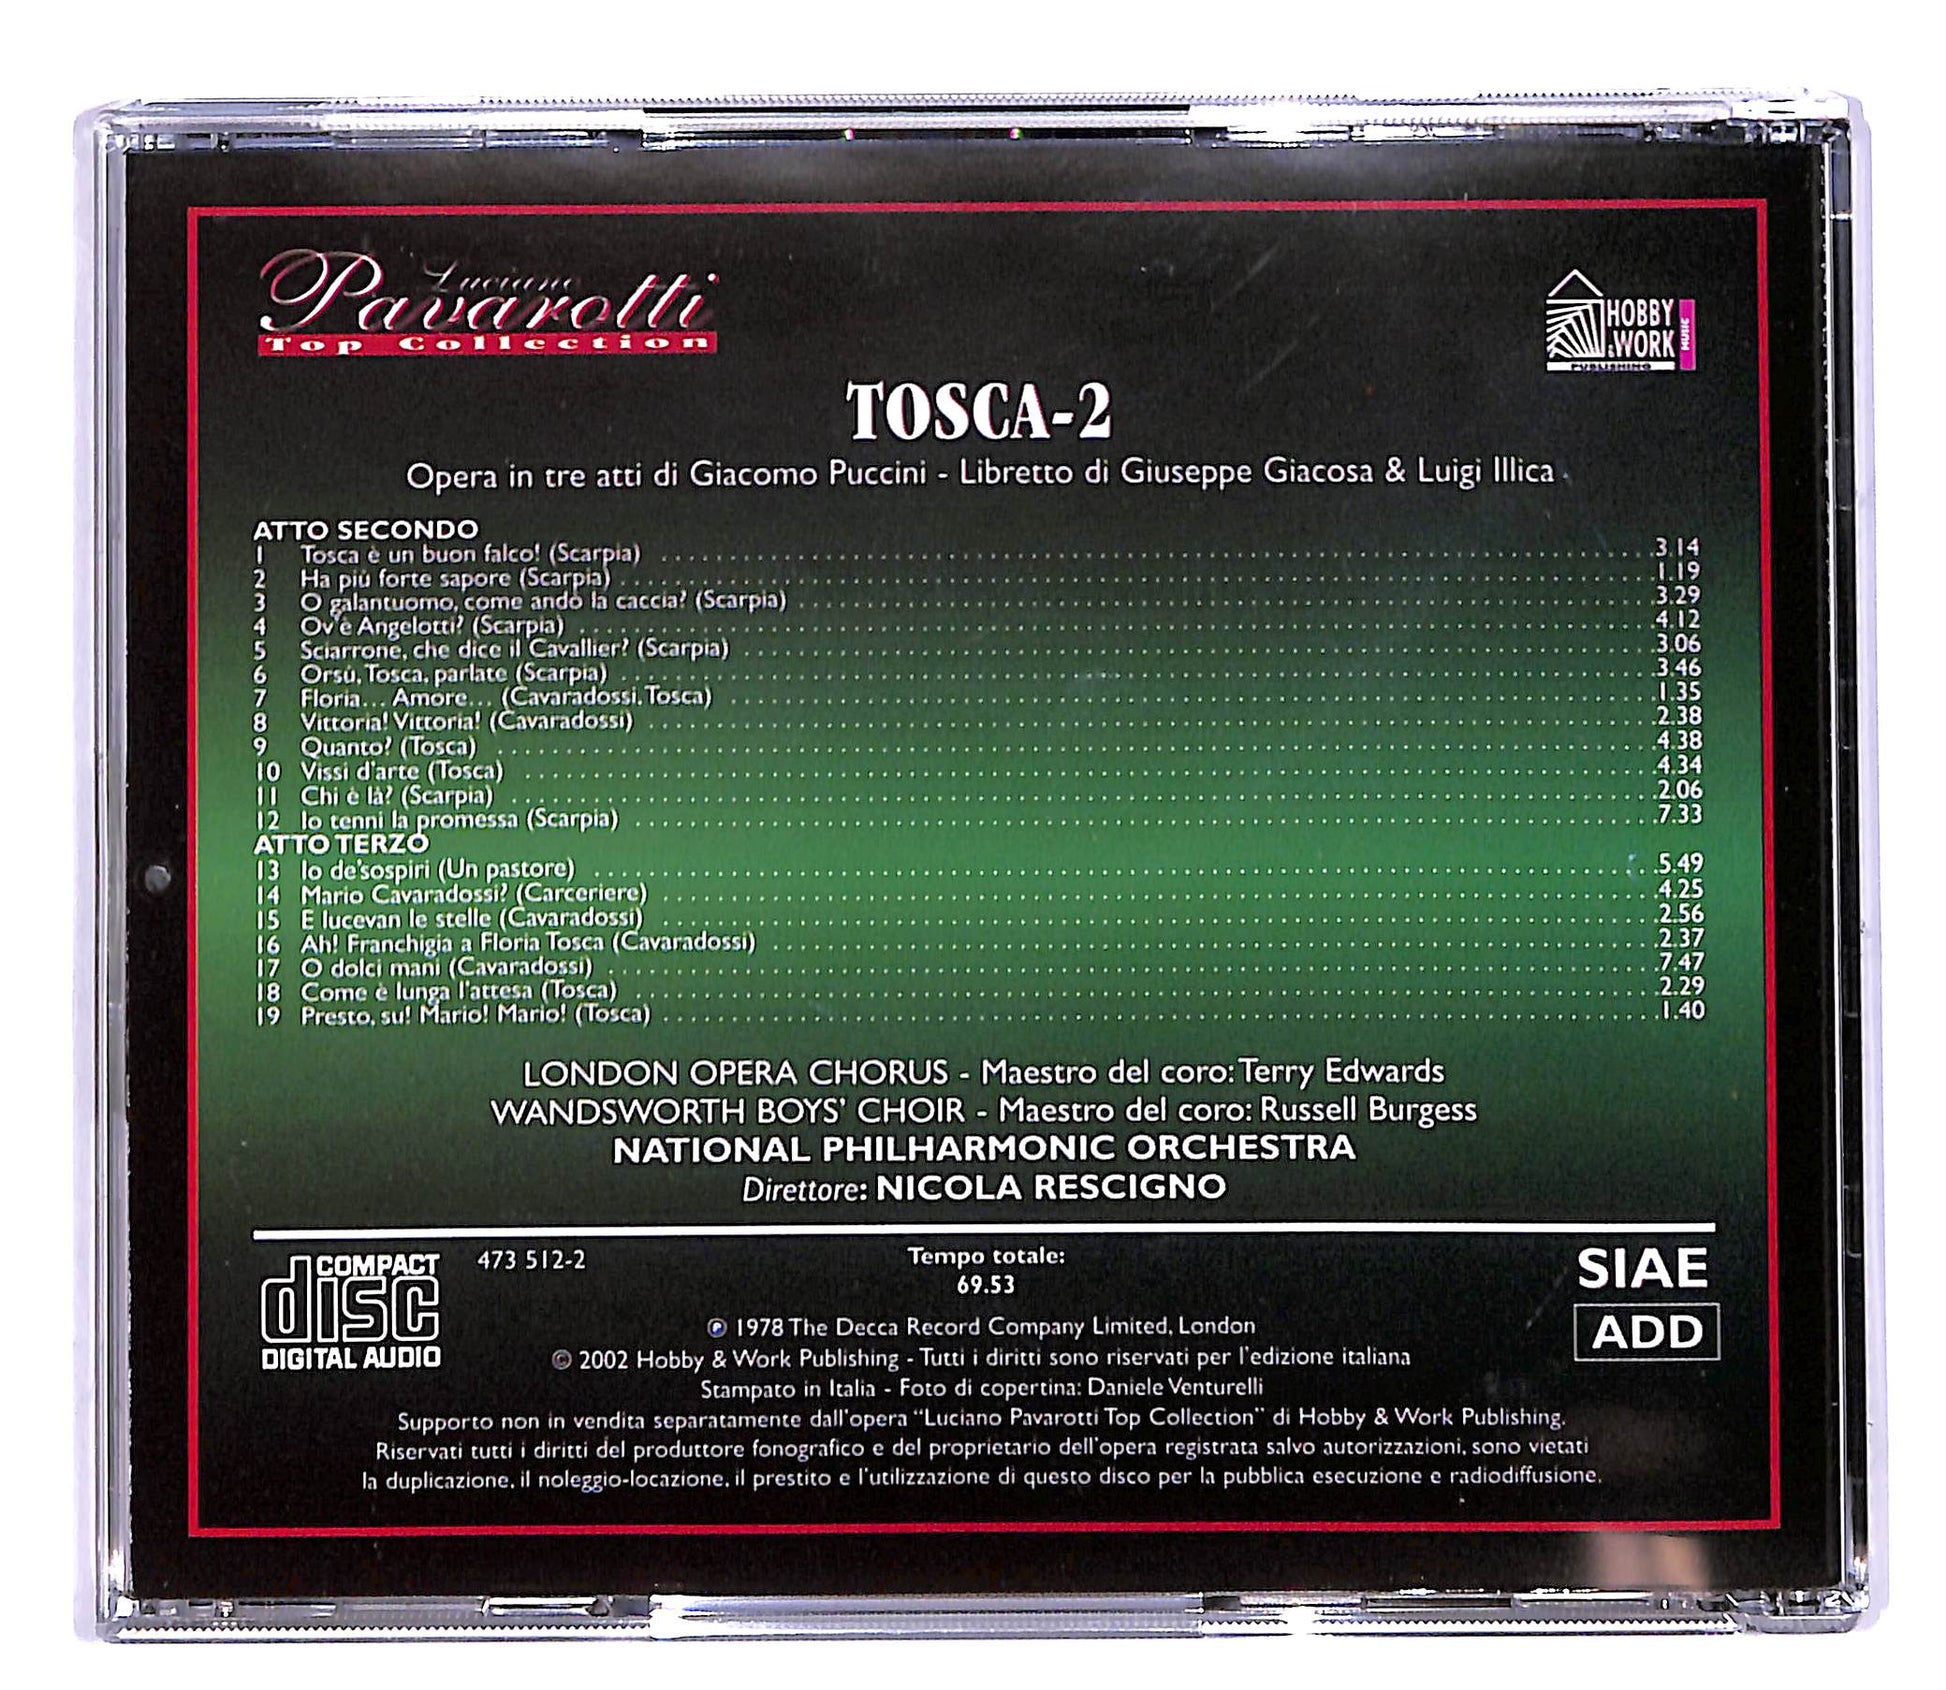 Luciano
Pavarotti
Top Collection
HOBBY
& WORK
MUSIC
PUBLISHING
TOSCA-2
Opera in tre atti di Giacomo Puccini - Libretto di Giuseppe Giacosa & Luigi Illica
ATTO SECONDO
1 Tosca è un buon falco! (Scarpia) 3.14
2 Ha più forte sapore (Scarpia) 1.19
3 O galantuomo, come andò la caccia? (Scarpia) 3.29
4 Ov'è Angelotti? (Scarpia) 4.12
5 Sciarrone, che dice il Cavallier? (Scarpia) 3.06
6 Orsù, Tosca, parlate (Scarpia) 3.46
7 Floria... Amore... (Cavaradossi, Tosca) 1.35
8 Vittoria! Vittoria! (Cavaradossi) 2.38
9 Quanto? (Tosca) 4.38
10 Vissi d'arte (Tosca) 4.34
11 Chi è là? (Scarpia) 2.06
12 Io tenni la promessa (Scarpia) 7.33
ATTO TERZO
13 Io de'sospiri (Un pastore) 5.49
14 Mario Cavaradossi? (Carceriere) 4.25
15 E lucevan le stelle (Cavaradossi) 2.56
16 Ah! Franchigia a Floria Tosca (Cavaradossi) 2.37
17 O dolci mani (Cavaradossi) 7.47
18 Come è lunga l'attesa (Tosca) 2.29
19 Presto, su! Mario! Mario! (Tosca) 1.40
LONDON OPERA CHORUS - Maestro del coro: Terry Edwards
WANDSWORTH BOYS' CHOIR - Maestro del coro: Russell Burgess
NATIONAL PHILHARMONIC ORCHESTRA
Direttore: NICOLA RESCIGNO
COMPACT
disc
DIGITAL AUDIO
473 512-2
Tempo totale:
69.53
SIAE
ADD
℗ 1978 The Decca Record Company Limited, London
© 2002 Hobby & Work Publishing - Tutti i diritti sono riservati per l'edizione italiana
Stampato in Italia - Foto di copertina: Daniele Venturelli
Supporto non in vendita separatamente dall'opera "Luciano Pavarotti Top Collection" di Hobby & Work Publishing.
Riservati tutti i diritti del produttore fonografico e del proprietario dell'opera registrata salvo autorizzazioni, sono vietati
la duplicazione, il noleggio-locazione, il prestito e l'utilizzazione di questo disco per la pubblica esecuzione e radiodiffusione.